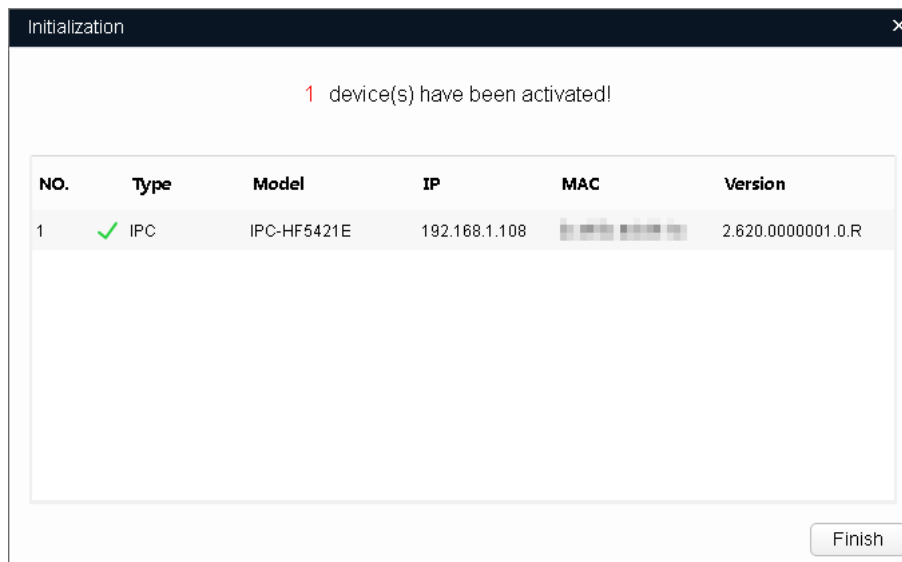 Initialization
1 device(s) have been activated!
NO. Type Model IP MAC Version
1 IPC IPC-HF5421E 192.168.1.108 2.620.0000001.0.R
Finish